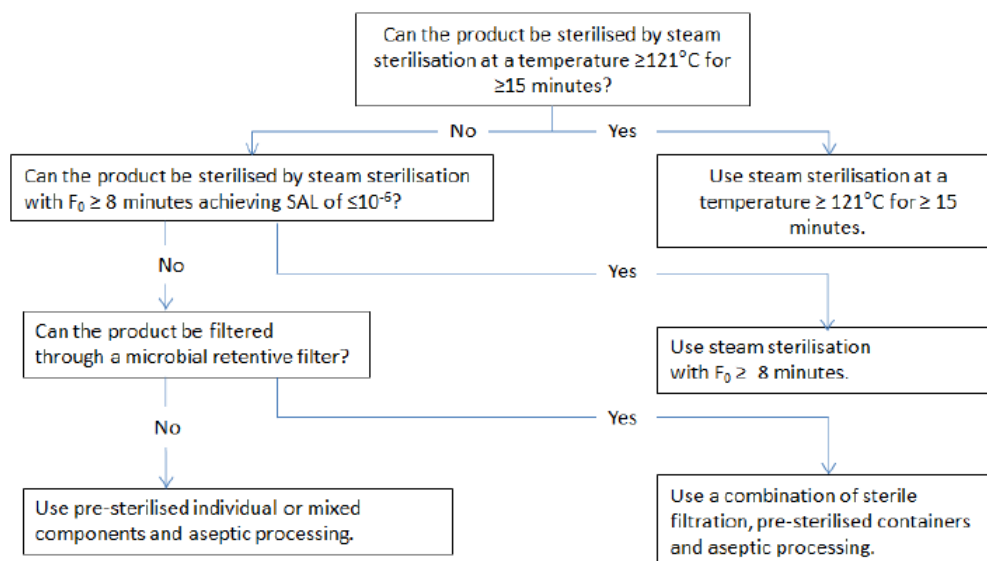 Can the product be sterilised by steam
sterilisation at a temperature ≥121°C for
≥15 minutes?
No
Yes
Can the product be sterilised by steam sterilisation
with F₀ ≥ 8 minutes achieving SAL of ≤10⁻⁶?
Use steam sterilisation at a
temperature ≥ 121°C for ≥ 15
minutes.
No
Yes
Can the product be filtered
through a microbial retentive filter?
Use steam sterilisation
with F₀ ≥ 8 minutes.
No
Yes
Use pre-sterilised individual or mixed
components and aseptic processing.
Use a combination of sterile
filtration, pre-sterilised containers
and aseptic processing.